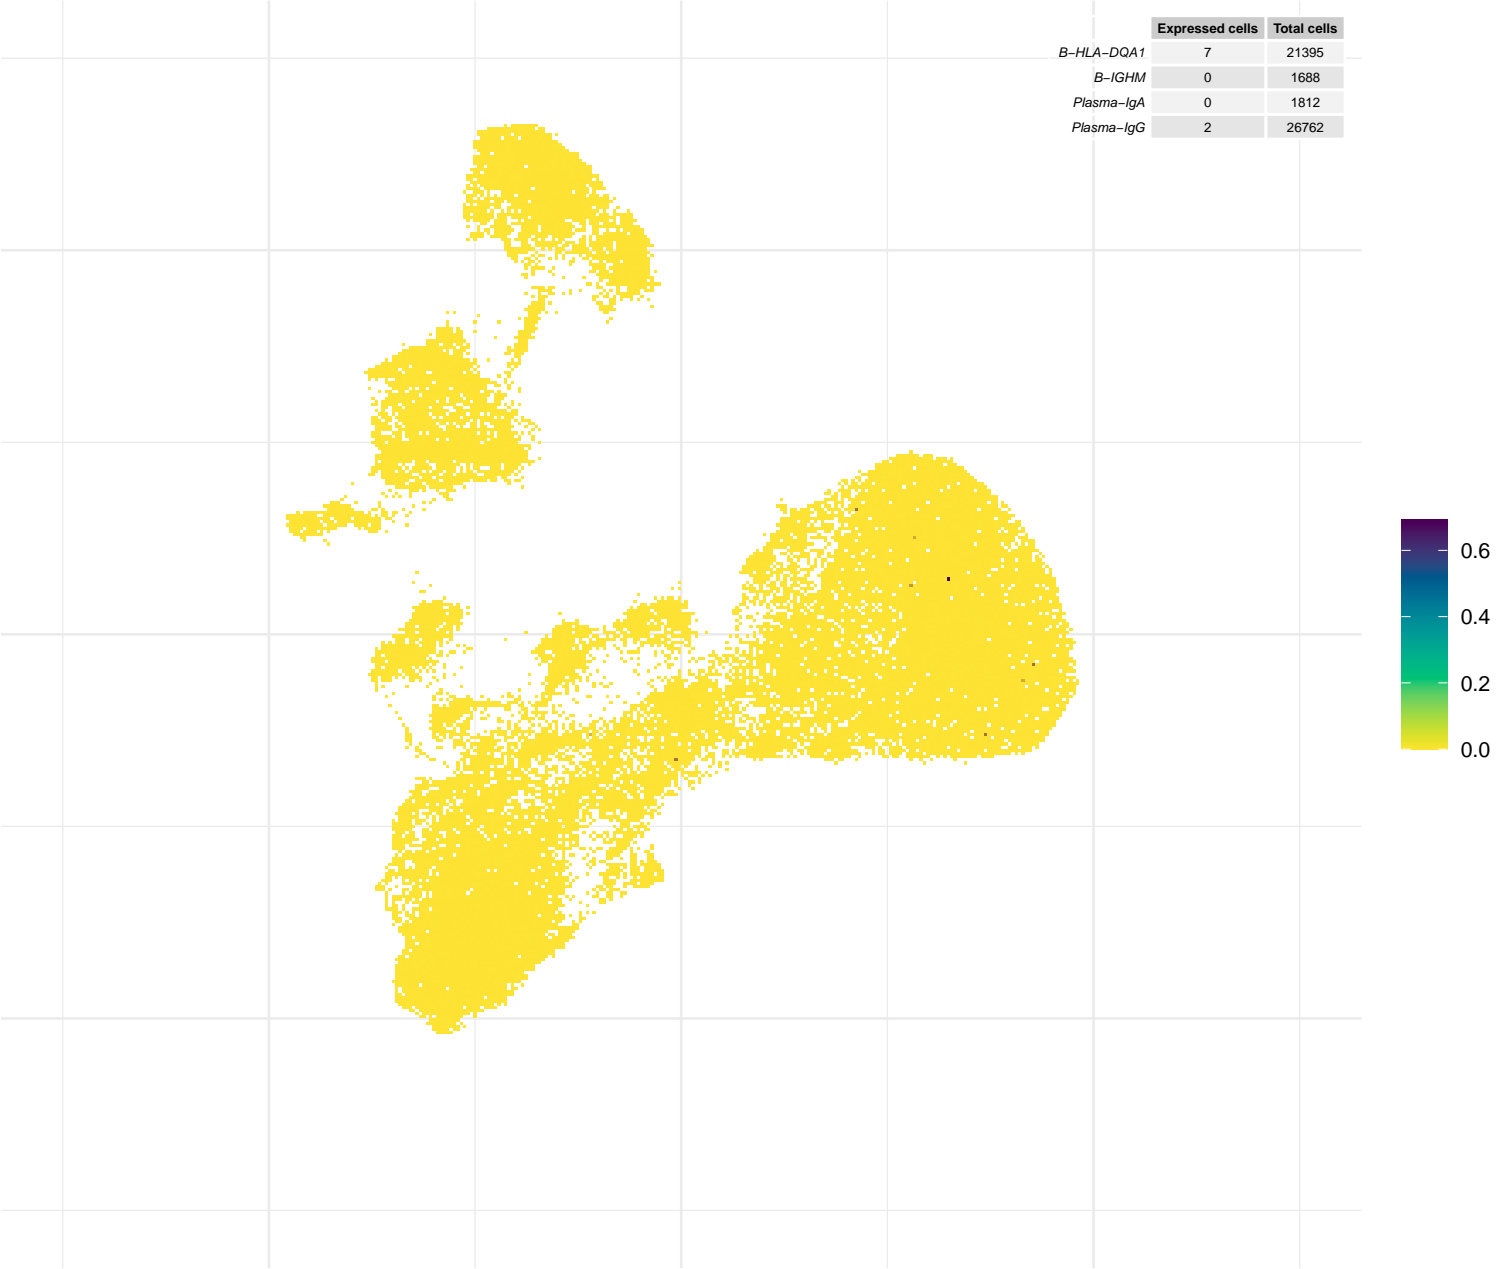 Expressed cells Total cells
B−HLA−DQA1 7 21395
B−IGHM 0 1688
Plasma−IgA 0 1812
Plasma−IgG 2 26762
0.6
0.4
0.2
0.0